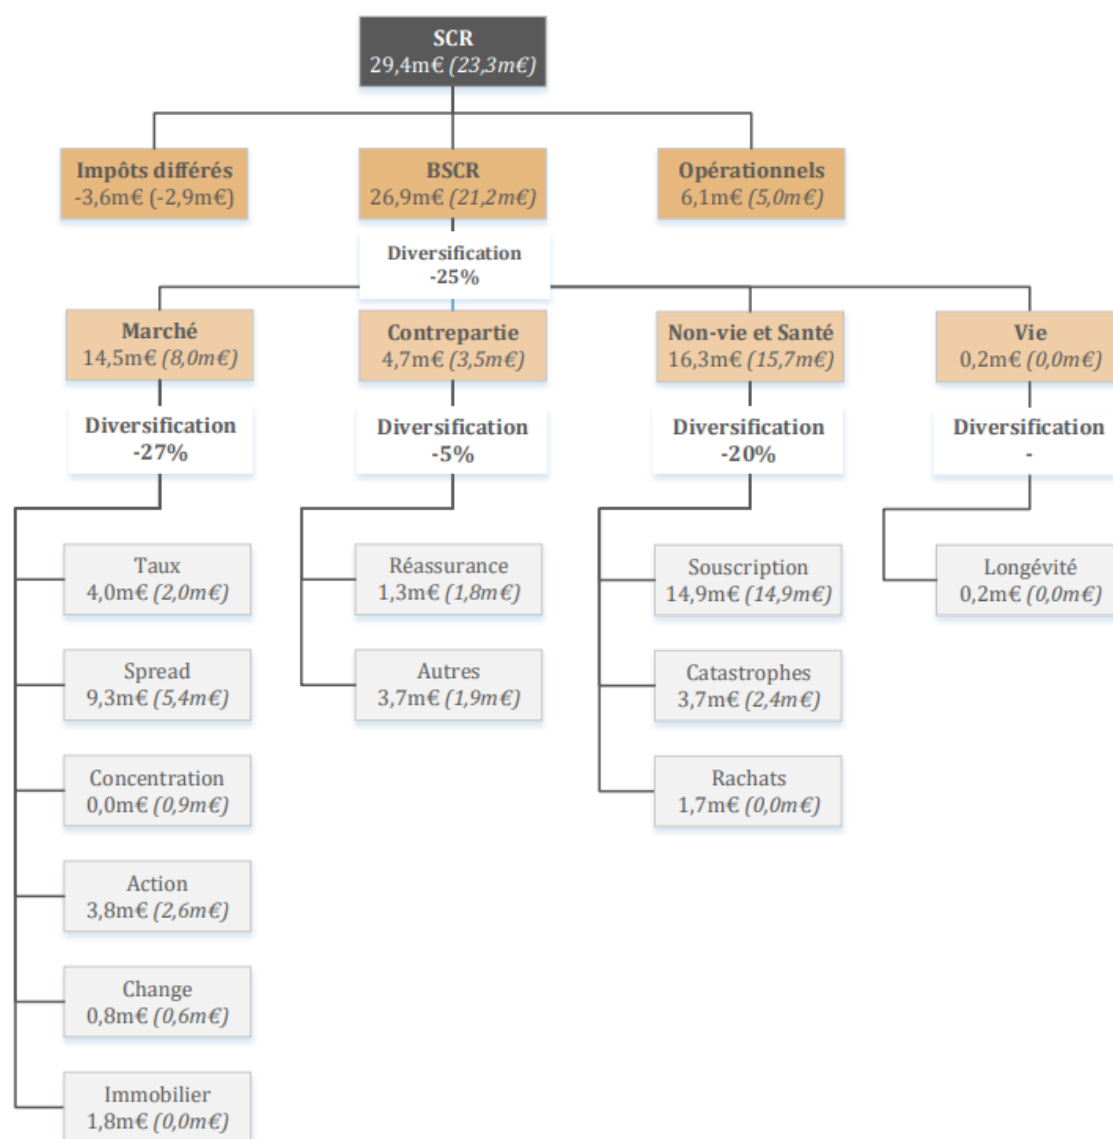 SCR
29,4m€ (23,3m€)
Impôts différés
-3,6m€ (-2,9m€)
BSCR
26,9m€ (21,2m€)
Opérationnels
6,1m€ (5,0m€)
Diversification
-25%
Marché
14,5m€ (8,0m€)
Contrepartie
4,7m€ (3,5m€)
Non-vie et Santé
16,3m€ (15,7m€)
Vie
0,2m€ (0,0m€)
Diversification
-27%
Diversification
-5%
Diversification
-20%
Diversification
-
Taux
4,0m€ (2,0m€)
Réassurance
1,3m€ (1,8m€)
Souscription
14,9m€ (14,9m€)
Longévité
0,2m€ (0,0m€)
Spread
9,3m€ (5,4m€)
Autres
3,7m€ (1,9m€)
Catastrophes
3,7m€ (2,4m€)
Concentration
0,0m€ (0,9m€)
Rachats
1,7m€ (0,0m€)
Action
3,8m€ (2,6m€)
Change
0,8m€ (0,6m€)
Immobilier
1,8m€ (0,0m€)